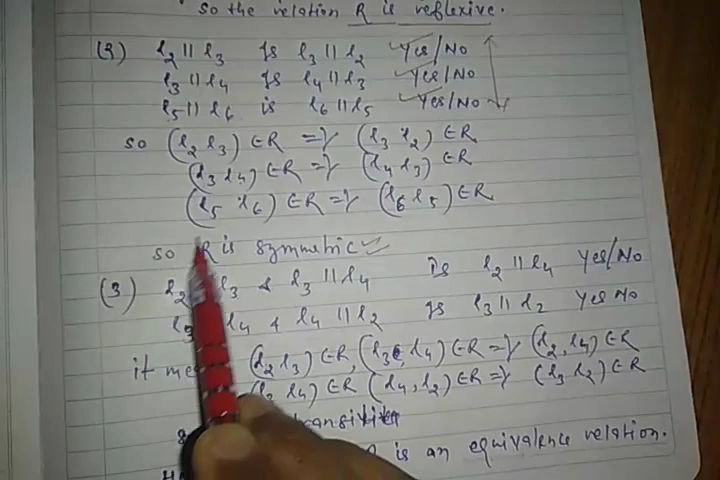 so the relation R is reflexive.
(2) l₂ || l₃ Is l₃ || l₂ Yes/No
l₃ || l₄ Is l₄ || l₃ Yes/No
l₅ || l₆ is l₆ || l₅ Yes/No
so (l₂ l₃) ∈ R => (l₃ l₂) ∈ R
(l₃ l₄) ∈ R => (l₄ l₃) ∈ R
(l₅ l₆) ∈ R => (l₆ l₅) ∈ R
so R is symmetric
(3) l₂ l₃ & l₃ || l₄ Is l₂ || l₄ Yes/No
l₃ l₄ & l₄ || l₂ Is l₃ || l₂ Yes No
it (l₂ l₃) ∈ R, (l₃, l₄) ∈ R => (l₂, l₄) ∈ R
l₄) ∈ R (l₄, l₂) ∈ R => (l₃ l₂) ∈ R
is an equivalence relation.